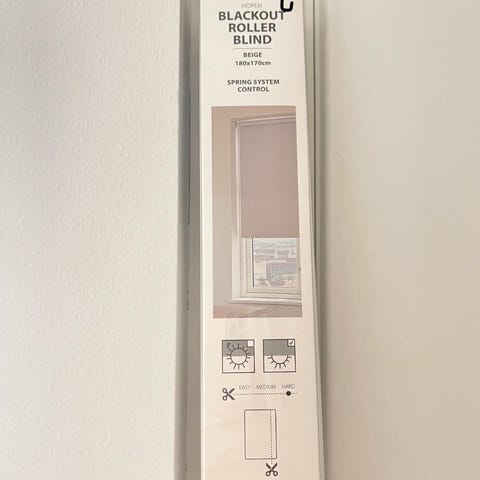 HOPEN
BLACKOUT
ROLLER
BLIND
BEIGE
180x170cm
SPRING SYSTEM
CONTROL
EASY MEDIUM HARD